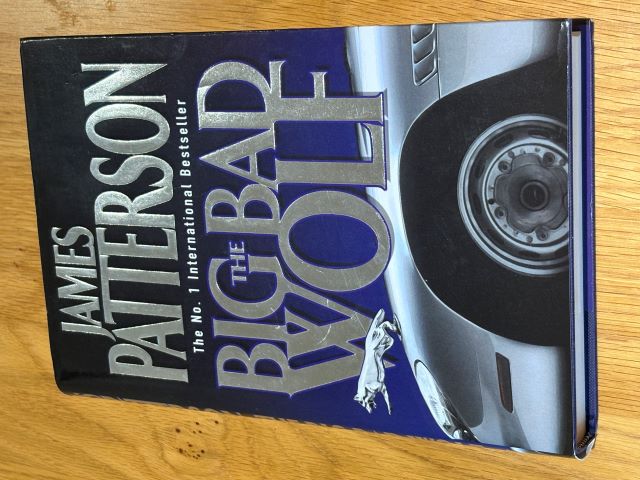 JAMES
PATTERSON
The No. 1 International Bestseller
THE
BIG BAD
WOLF